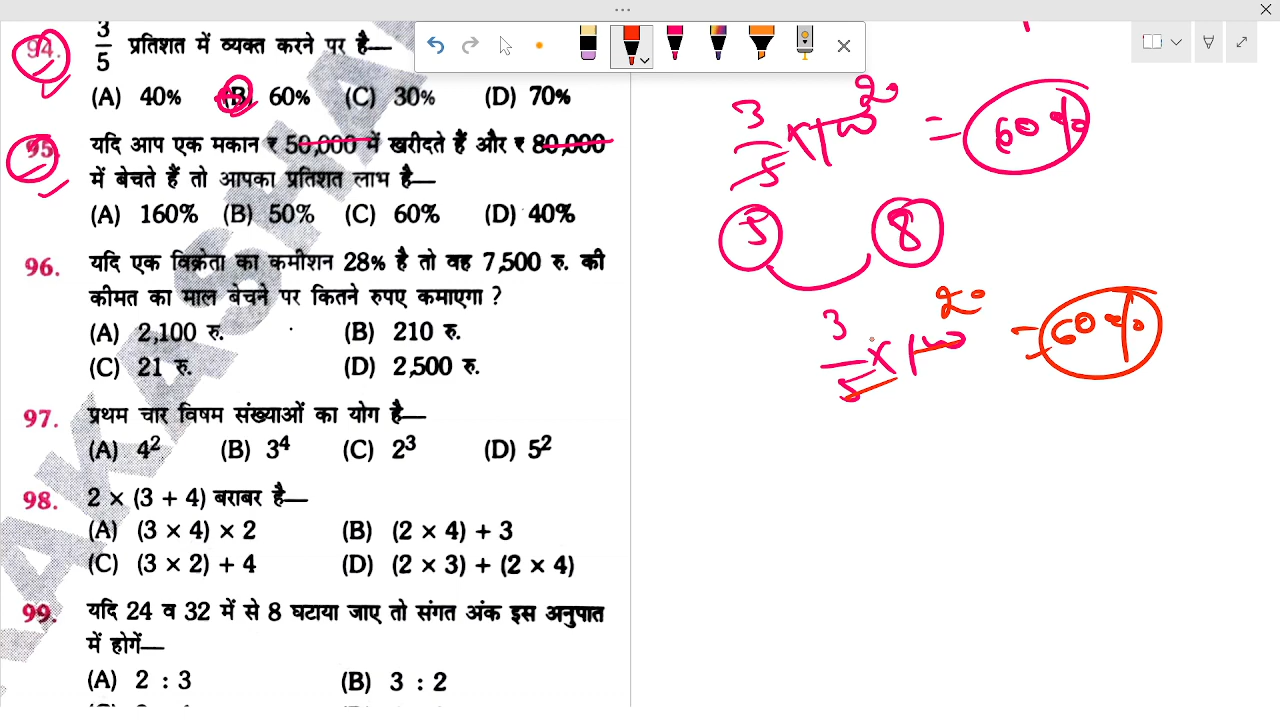 94. 3/5 प्रतिशत में व्यक्त करने पर है—
(A) 40% (B) 60% (C) 30% (D) 70%
95. यदि आप एक मकान ₹ 50,000 में खरीदते हैं और ₹ 80,000
में बेचते हैं तो आपका प्रतिशत लाभ है—
(A) 160% (B) 50% (C) 60% (D) 40%
96. यदि एक विक्रेता का कमीशन 28% है तो वह 7,500 रु. की
कीमत का माल बेचने पर कितने रुपए कमाएगा ?
(A) 2,100 रु. (B) 210 रु.
(C) 21 रु. (D) 2,500 रु.
97. प्रथम चार विषम संख्याओं का योग है—
(A) 4² (B) 3⁴ (C) 2³ (D) 5²
98. 2 × (3 + 4) बराबर है—
(A) (3 × 4) × 2 (B) (2 × 4) + 3
(C) (3 × 2) + 4 (D) (2 × 3) + (2 × 4)
99. यदि 24 व 32 में से 8 घटाया जाए तो संगत अंक इस अनुपात
में होगें—
(A) 2 : 3 (B) 3 : 2
3/5 × 100 20 = 60%
5 8
3/5 × 100 20 = 60%